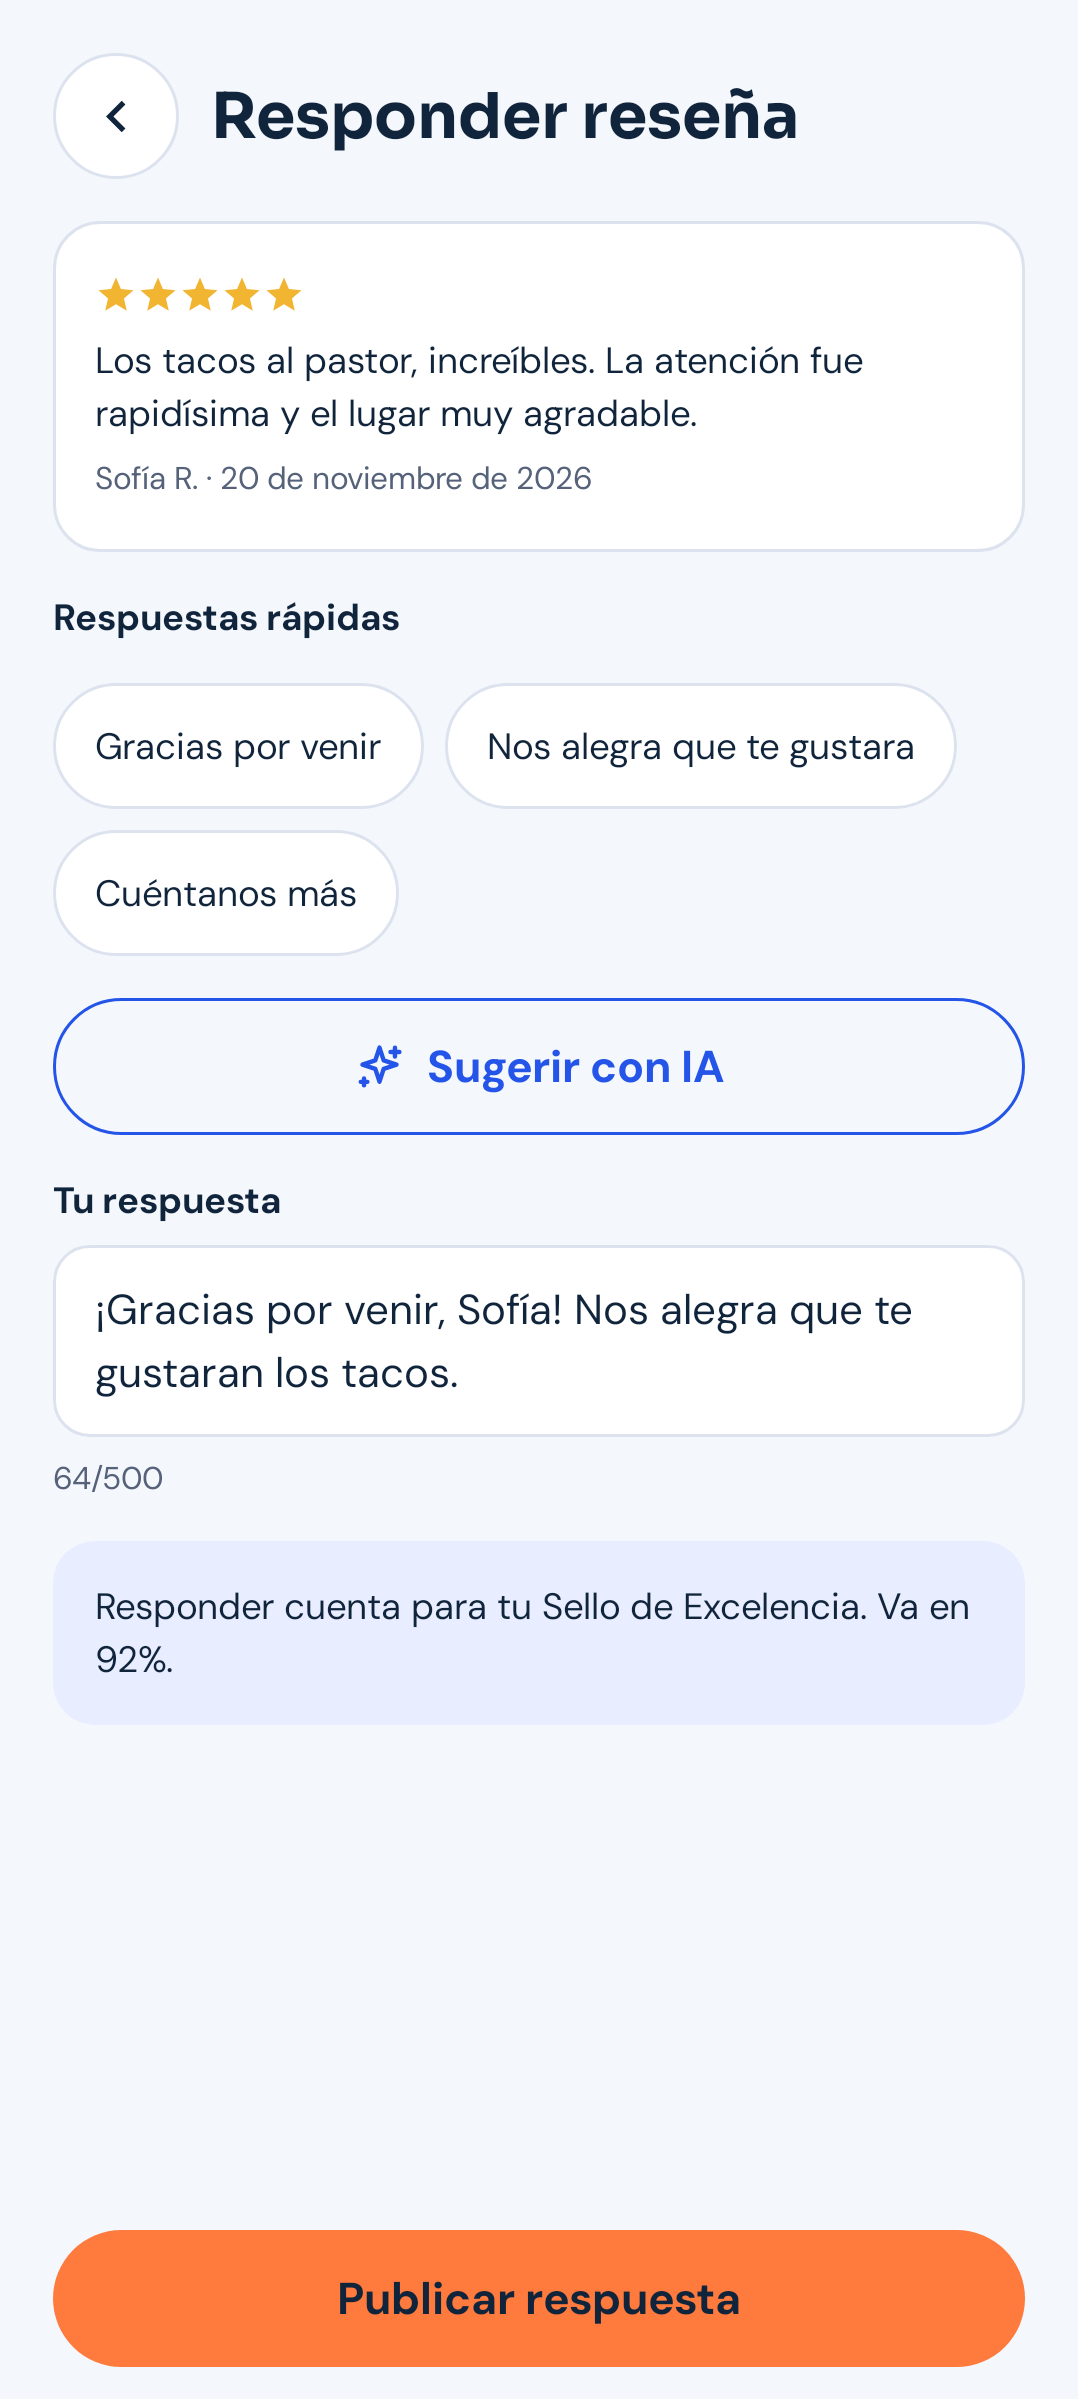 Responder reseña
Los tacos al pastor, increíbles. La atención fue
rapidísima y el lugar muy agradable.
Sofía R. · 20 de noviembre de 2026
Respuestas rápidas
Gracias por venir
Nos alegra que te gustara
Cuéntanos más
Sugerir con IA
Tu respuesta
¡Gracias por venir, Sofía! Nos alegra que te
gustaran los tacos.
64/500
Responder cuenta para tu Sello de Excelencia. Va en
92%.
Publicar respuesta